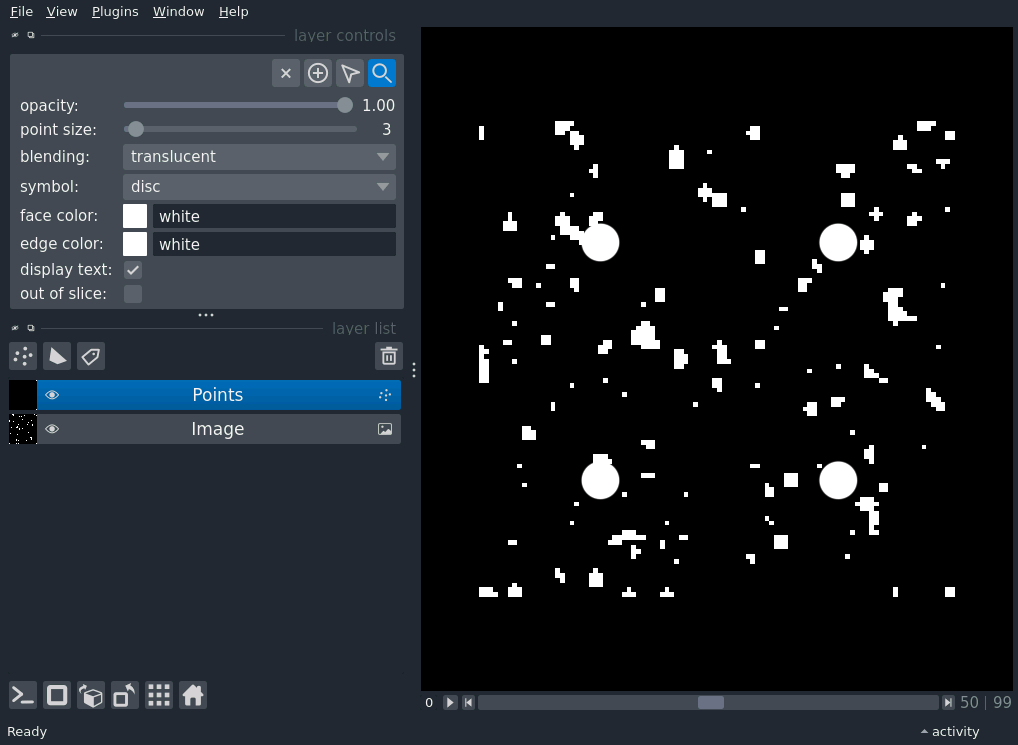 File View Plugins Window Help
layer controls
opacity: 1.00
point size: 3
blending: translucent
symbol: disc
face color: white
edge color: white
display text:
out of slice:
layer list
Points
Image
0 50 | 99
Ready activity